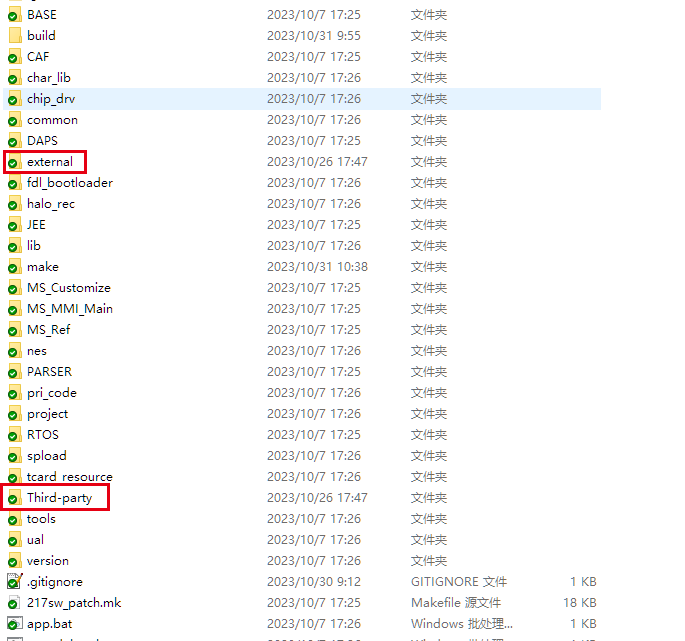 BASE 2023/10/7 17:25 文件夹
build 2023/10/31 9:55 文件夹
CAF 2023/10/7 17:25 文件夹
char_lib 2023/10/7 17:26 文件夹
chip_drv 2023/10/7 17:26 文件夹
common 2023/10/7 17:26 文件夹
DAPS 2023/10/7 17:25 文件夹
external 2023/10/26 17:47 文件夹
fdl_bootloader 2023/10/7 17:26 文件夹
halo_rec 2023/10/7 17:26 文件夹
JEE 2023/10/7 17:25 文件夹
lib 2023/10/7 17:26 文件夹
make 2023/10/31 10:38 文件夹
MS_Customize 2023/10/7 17:25 文件夹
MS_MMI_Main 2023/10/7 17:25 文件夹
MS_Ref 2023/10/7 17:25 文件夹
nes 2023/10/7 17:26 文件夹
PARSER 2023/10/7 17:25 文件夹
pri_code 2023/10/7 17:26 文件夹
project 2023/10/7 17:26 文件夹
RTOS 2023/10/7 17:25 文件夹
spload 2023/10/7 17:26 文件夹
tcard_resource 2023/10/7 17:26 文件夹
Third-party 2023/10/26 17:47 文件夹
tools 2023/10/7 17:26 文件夹
ual 2023/10/7 17:26 文件夹
version 2023/10/7 17:26 文件夹
.gitignore 2023/10/30 9:12 GITIGNORE 文件 1 KB
217sw_patch.mk 2023/10/7 17:25 Makefile 源文件 18 KB
app.bat 2023/10/7 17:26 Windows 批处理... 1 KB